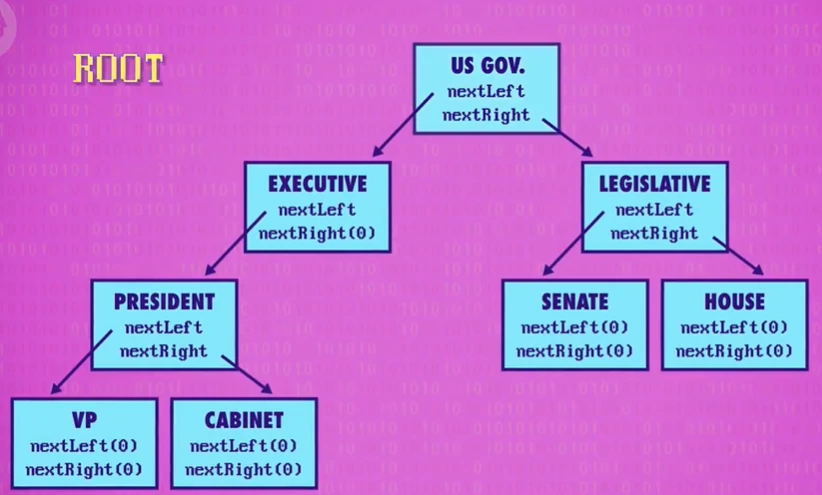 ROOT
US GOV.
nextLeft
nextRight
EXECUTIVE
nextLeft
nextRight(0)
LEGISLATIVE
nextLeft
nextRight
PRESIDENT
nextLeft
nextRight
SENATE
nextLeft(0)
nextRight(0)
HOUSE
nextLeft(0)
nextRight(0)
VP
nextLeft(0)
nextRight(0)
CABINET
nextLeft(0)
nextRight(0)